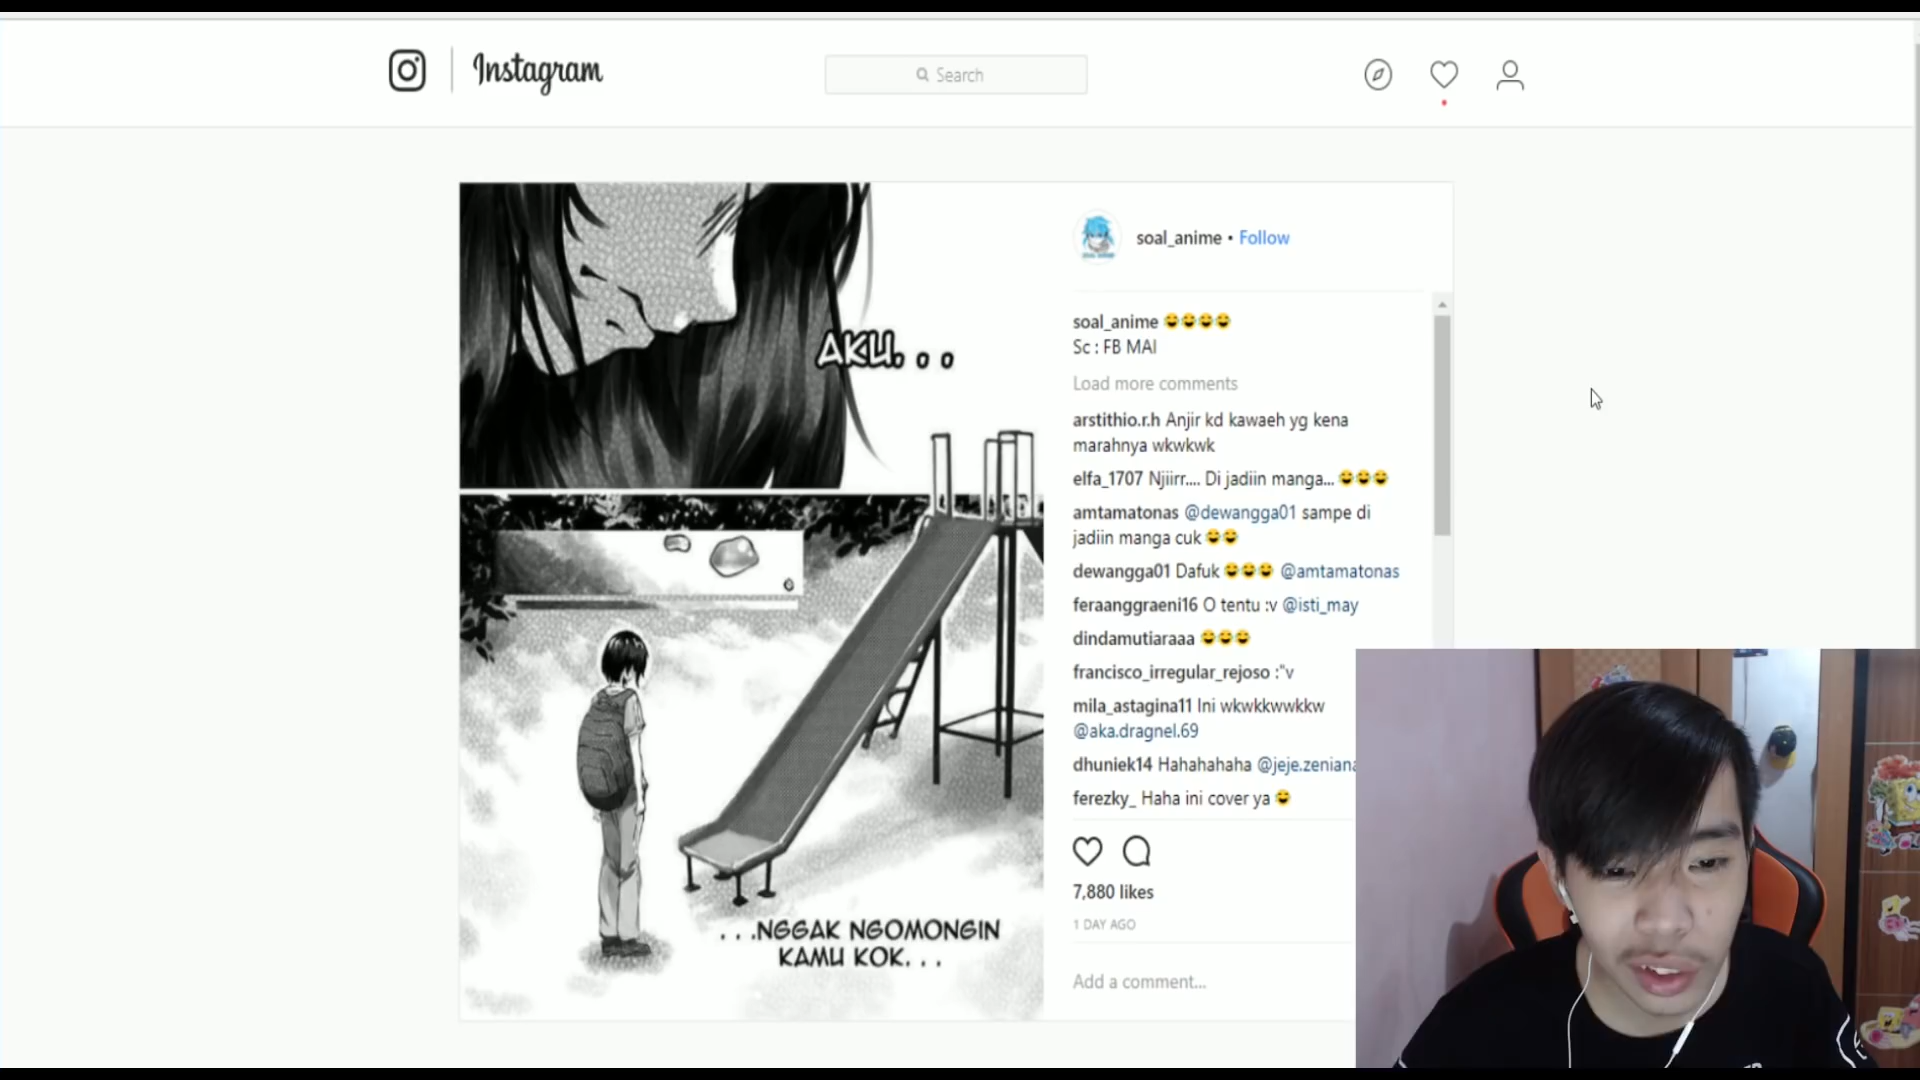 Instagram
Search
AKU...
...NGGAK NGOMONGIN
KAMU KOK...
soal_anime • Follow
soal_anime 😂😂😂😂
Sc : FB MAI
Load more comments
arstithio.r.h Anjir kd kawaeh yg kena
marahnya wkwkwk
elfa_1707 Njiirr.... Di jadiin manga... 😂😂😂
amtamatonas @dewangga01 sampe di
jadiin manga cuk 😂😂
dewangga01 Dafuk 😂😂😂 @amtamatonas
feraanggraeni16 O tentu :v @isti_may
dindamutiaraaa 😂😂😂
francisco_irregular_rejoso :"v
mila_astagina11 Ini wkwkkwwkkw
@aka.dragnel.69
dhuniek14 Hahahahaha @jeje.zeniana
ferezky_ Haha ini cover ya 😂
7,880 likes
1 DAY AGO
Add a comment...